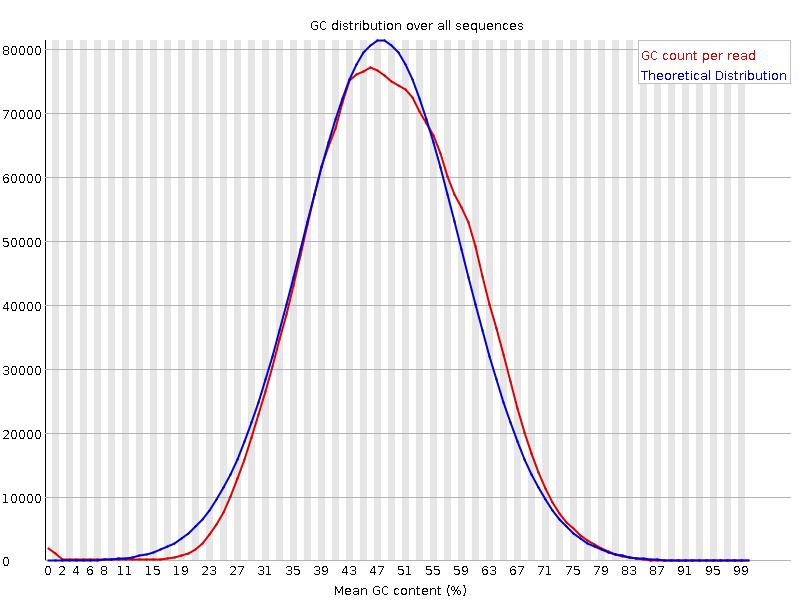 GC distribution over all sequences
GC count per read
Theoretical Distribution
80000
70000
60000
50000
40000
30000
20000
10000
0
0 2 4 6 8 11 15 19 23 27 31 35 39 43 47 51 55 59 63 67 71 75 79 83 87 91 95 99
Mean GC content (%)